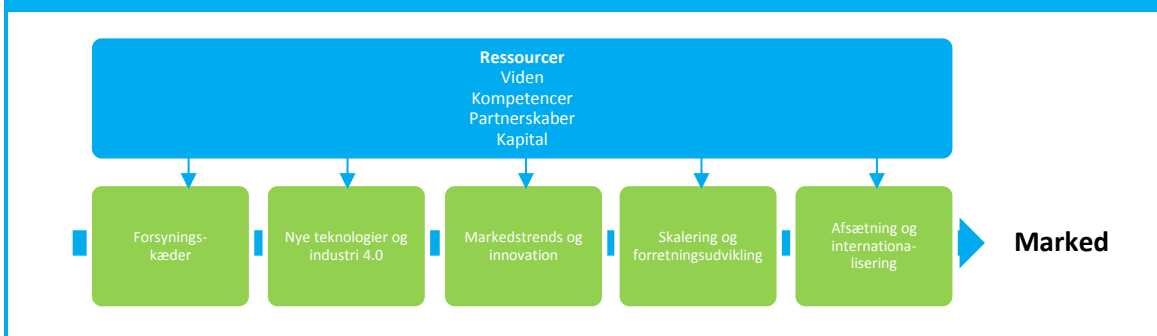 Ressourcer
Viden
Kompetencer
Partnerskaber
Kapital
Forsynings-
kæder
Nye teknologier og
industri 4.0
Markedstrends og
innovation
Skalering og
forretningsudvikling
Afsætning og
internationa-
lisering
Marked